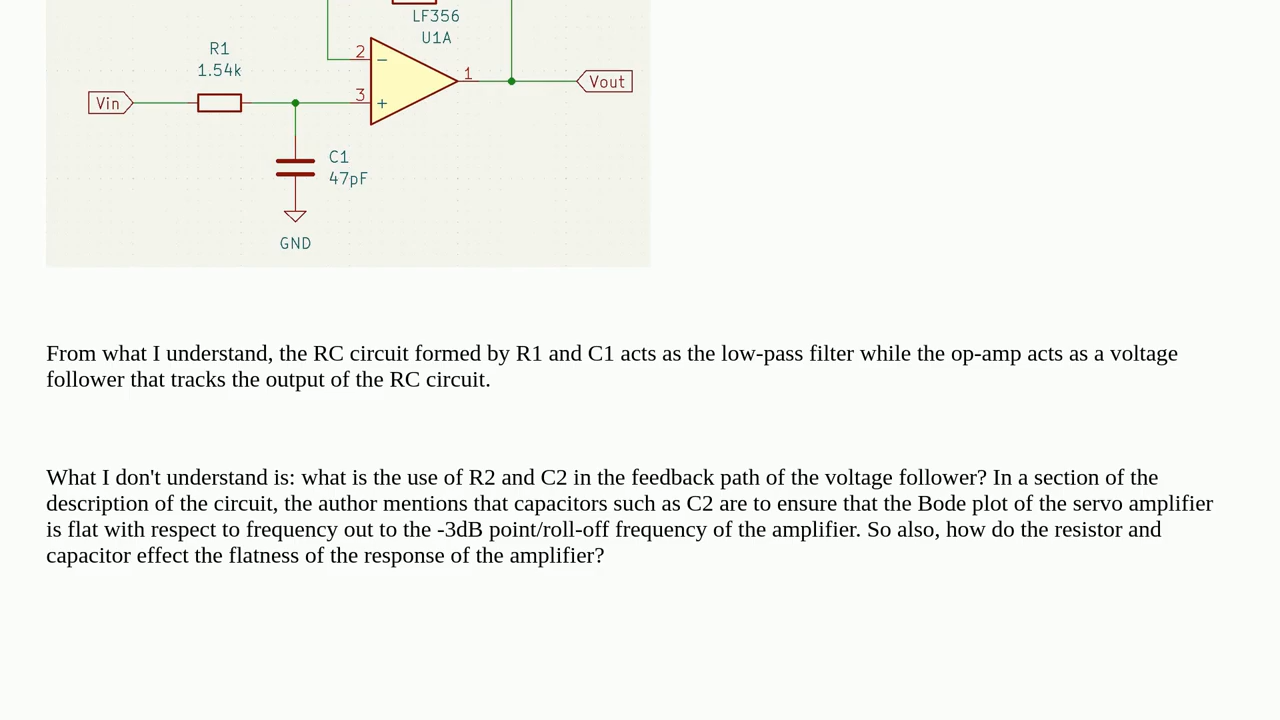 LF356
U1A
R1
1.54k
2
−
1
Vout
Vin
3
+
C1
47pF
GND
From what I understand, the RC circuit formed by R1 and C1 acts as the low-pass filter while the op-amp acts as a voltage
follower that tracks the output of the RC circuit.
What I don't understand is: what is the use of R2 and C2 in the feedback path of the voltage follower? In a section of the
description of the circuit, the author mentions that capacitors such as C2 are to ensure that the Bode plot of the servo amplifier
is flat with respect to frequency out to the -3dB point/roll-off frequency of the amplifier. So also, how do the resistor and
capacitor effect the flatness of the response of the amplifier?